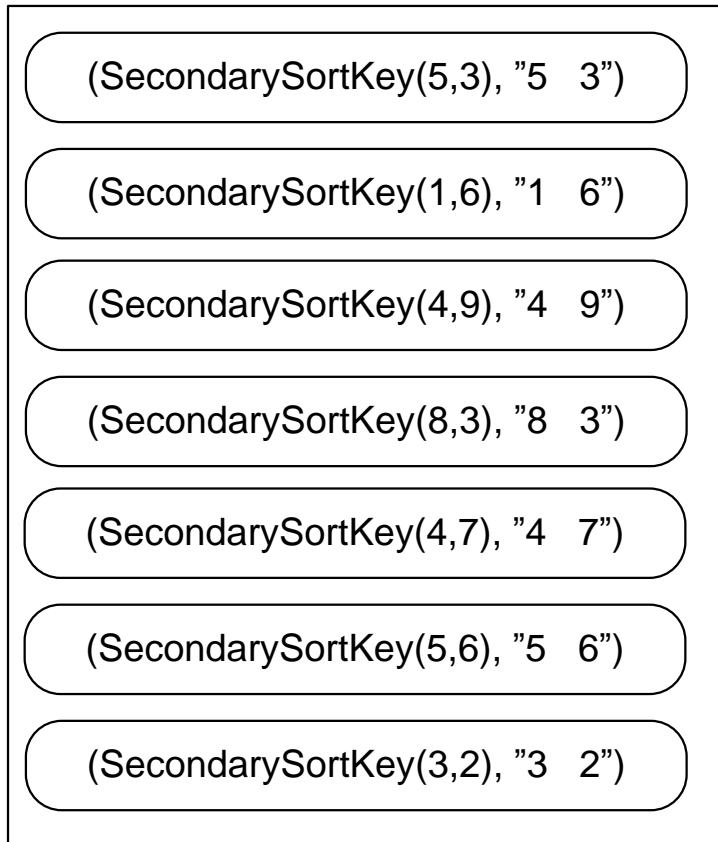 (SecondarySortKey(5,3), ”5 3”)
(SecondarySortKey(1,6), ”1 6”)
(SecondarySortKey(4,9), ”4 9”)
(SecondarySortKey(8,3), ”8 3”)
(SecondarySortKey(4,7), ”4 7”)
(SecondarySortKey(5,6), ”5 6”)
(SecondarySortKey(3,2), ”3 2”)